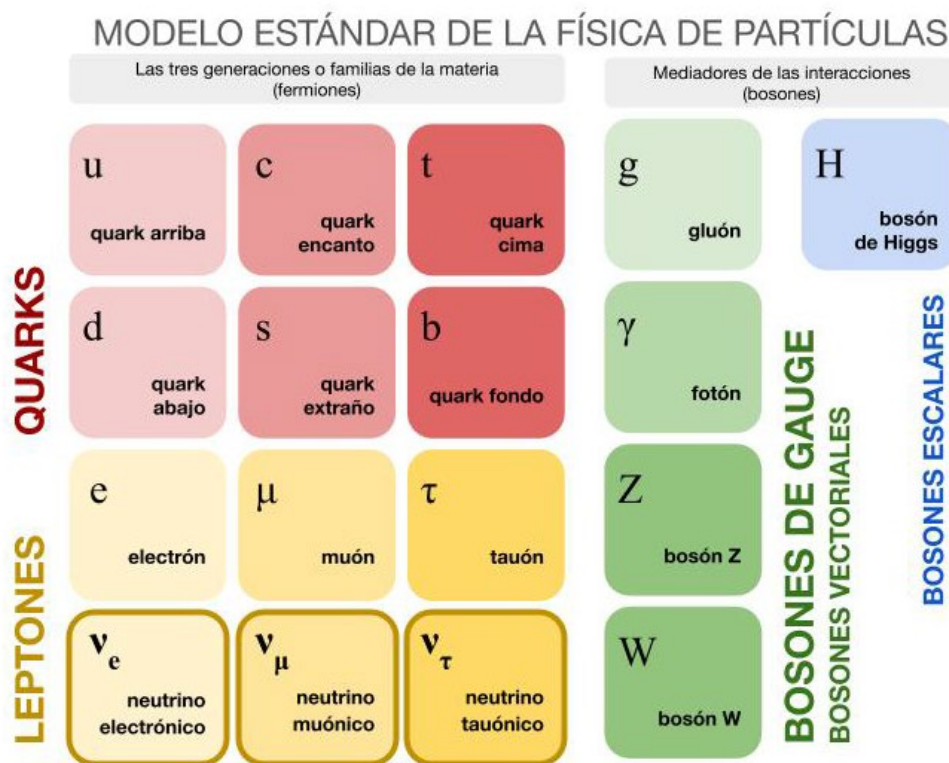 MODELO ESTÁNDAR DE LA FÍSICA DE PARTÍCULAS
Las tres generaciones o familias de la materia
(fermiones)
Mediadores de las interacciones
(bosones)
QUARKS
u
quark arriba
c
quark
encanto
t
quark
cima
d
quark
abajo
s
quark
extraño
b
quark fondo
LEPTONES
e
electrón
μ
muón
τ
tauón
νe
neutrino
electrónico
νμ
neutrino
muónico
ντ
neutrino
tauónico
g
gluón
γ
fotón
Z
bosón Z
W
bosón W
BOSONES DE GAUGE
BOSONES VECTORIALES
H
bosón
de Higgs
BOSONES ESCALARES